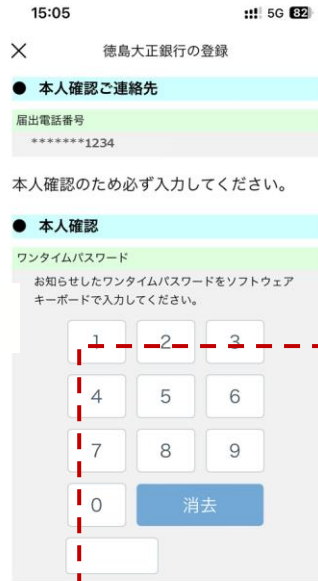 15:05 5G 82
徳島大正銀行の登録
● 本人確認ご連絡先
届出電話番号
*******1234
本人確認のため必ず入力してください。
● 本人確認
ワンタイムパスワード
お知らせしたワンタイムパスワードをソフトウェア
キーボードで入力してください。
1 2 3
4 5 6
7 8 9
0 消去